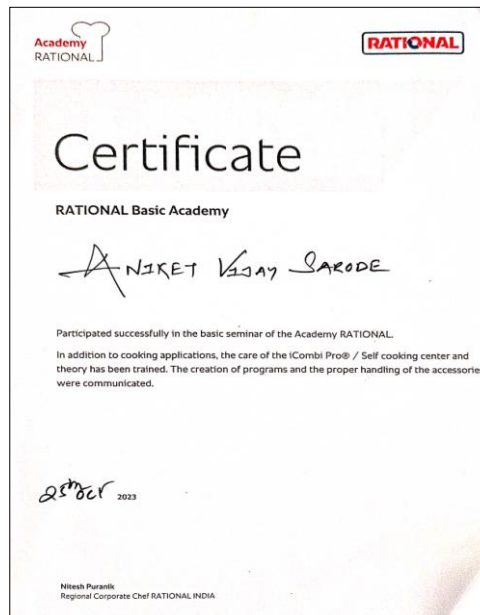 Academy
RATIONAL
RATIONAL
Certificate
RATIONAL Basic Academy
ANIKET VIJAY SARODE
Participated successfully in the basic seminar of the Academy RATIONAL.
In addition to cooking applications, the care of the iCombi Pro® / Self cooking center and
theory has been trained. The creation of programs and the proper handling of the accessorie
were communicated.
25th Oct 2023
Nitesh Puranik
Regional Corporate Chef RATIONAL INDIA